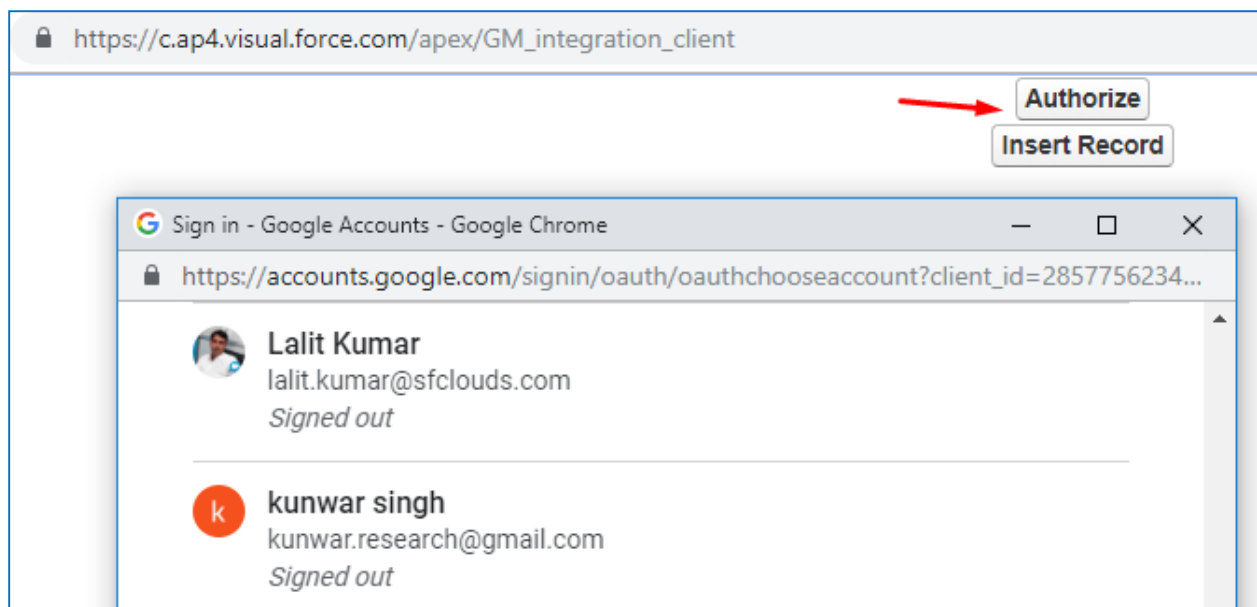 https://c.ap4.visual.force.com/apex/GM_integration_client
Authorize
Insert Record
G Sign in - Google Accounts - Google Chrome
https://accounts.google.com/signin/oauth/oauthchooseaccount?client_id=2857756234...
Lalit Kumar
lalit.kumar@sfclouds.com
Signed out
k
kunwar singh
kunwar.research@gmail.com
Signed out